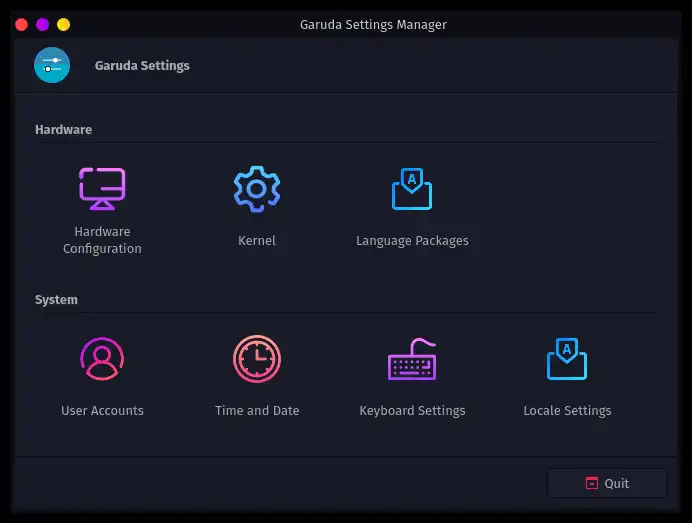 Garuda Settings Manager
Garuda Settings
Hardware
Hardware
Configuration
Kernel
A
Language Packages
System
A
User Accounts
Time and Date
Keyboard Settings
Locale Settings
Quit